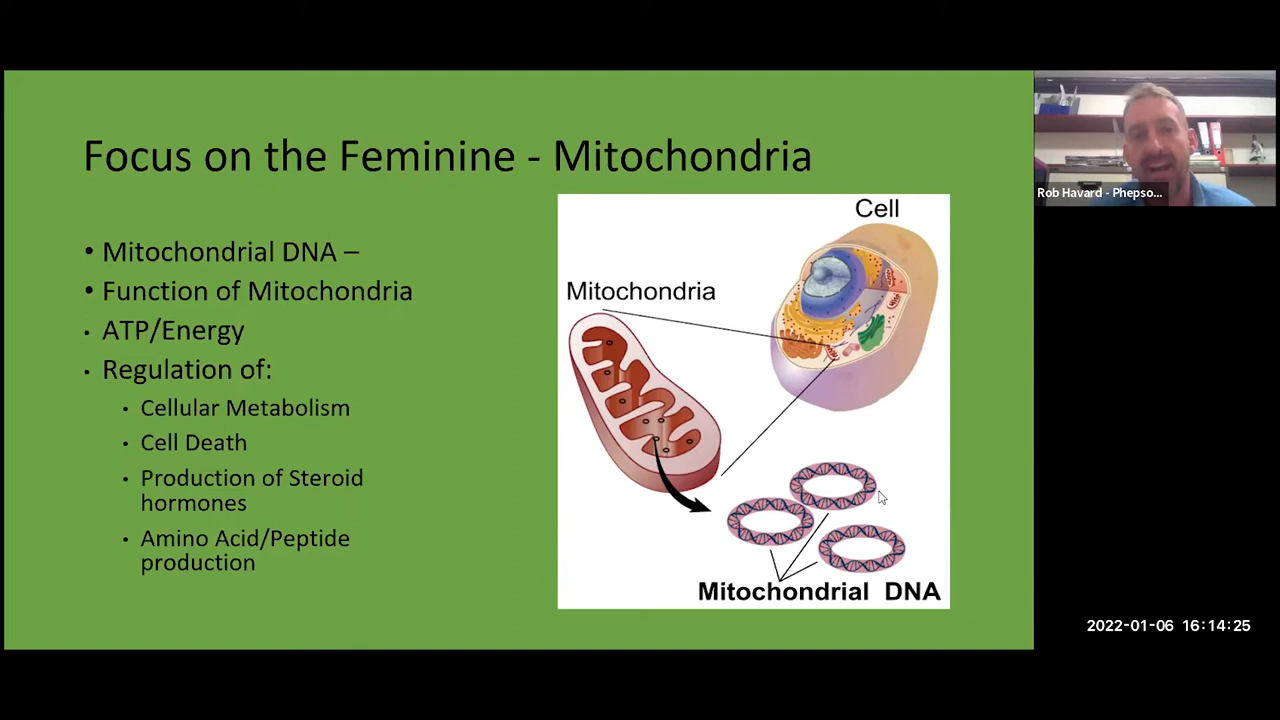 Focus on the Feminine - Mitochondria
• Mitochondrial DNA –
• Function of Mitochondria
• ATP/Energy
• Regulation of:
• Cellular Metabolism
• Cell Death
• Production of Steroid
hormones
• Amino Acid/Peptide
production
Cell
Mitochondria
Mitochondrial DNA
Rob Havard - Phepso...
2022-01-06 16:14:25